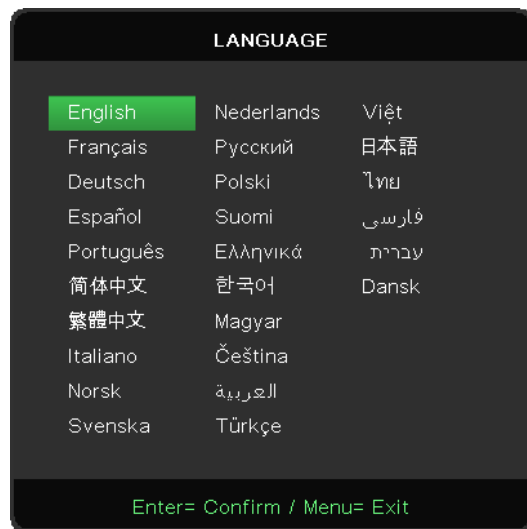 LANGUAGE
English Nederlands Việt
Français Русский 日本語
Deutsch Polski ไทย
Español Suomi فارسی
Português Ελληνικά עברית
简体中文 한국어 Dansk
繁體中文 Magyar
Italiano Čeština
Norsk العربية
Svenska Türkçe
Enter= Confirm / Menu= Exit